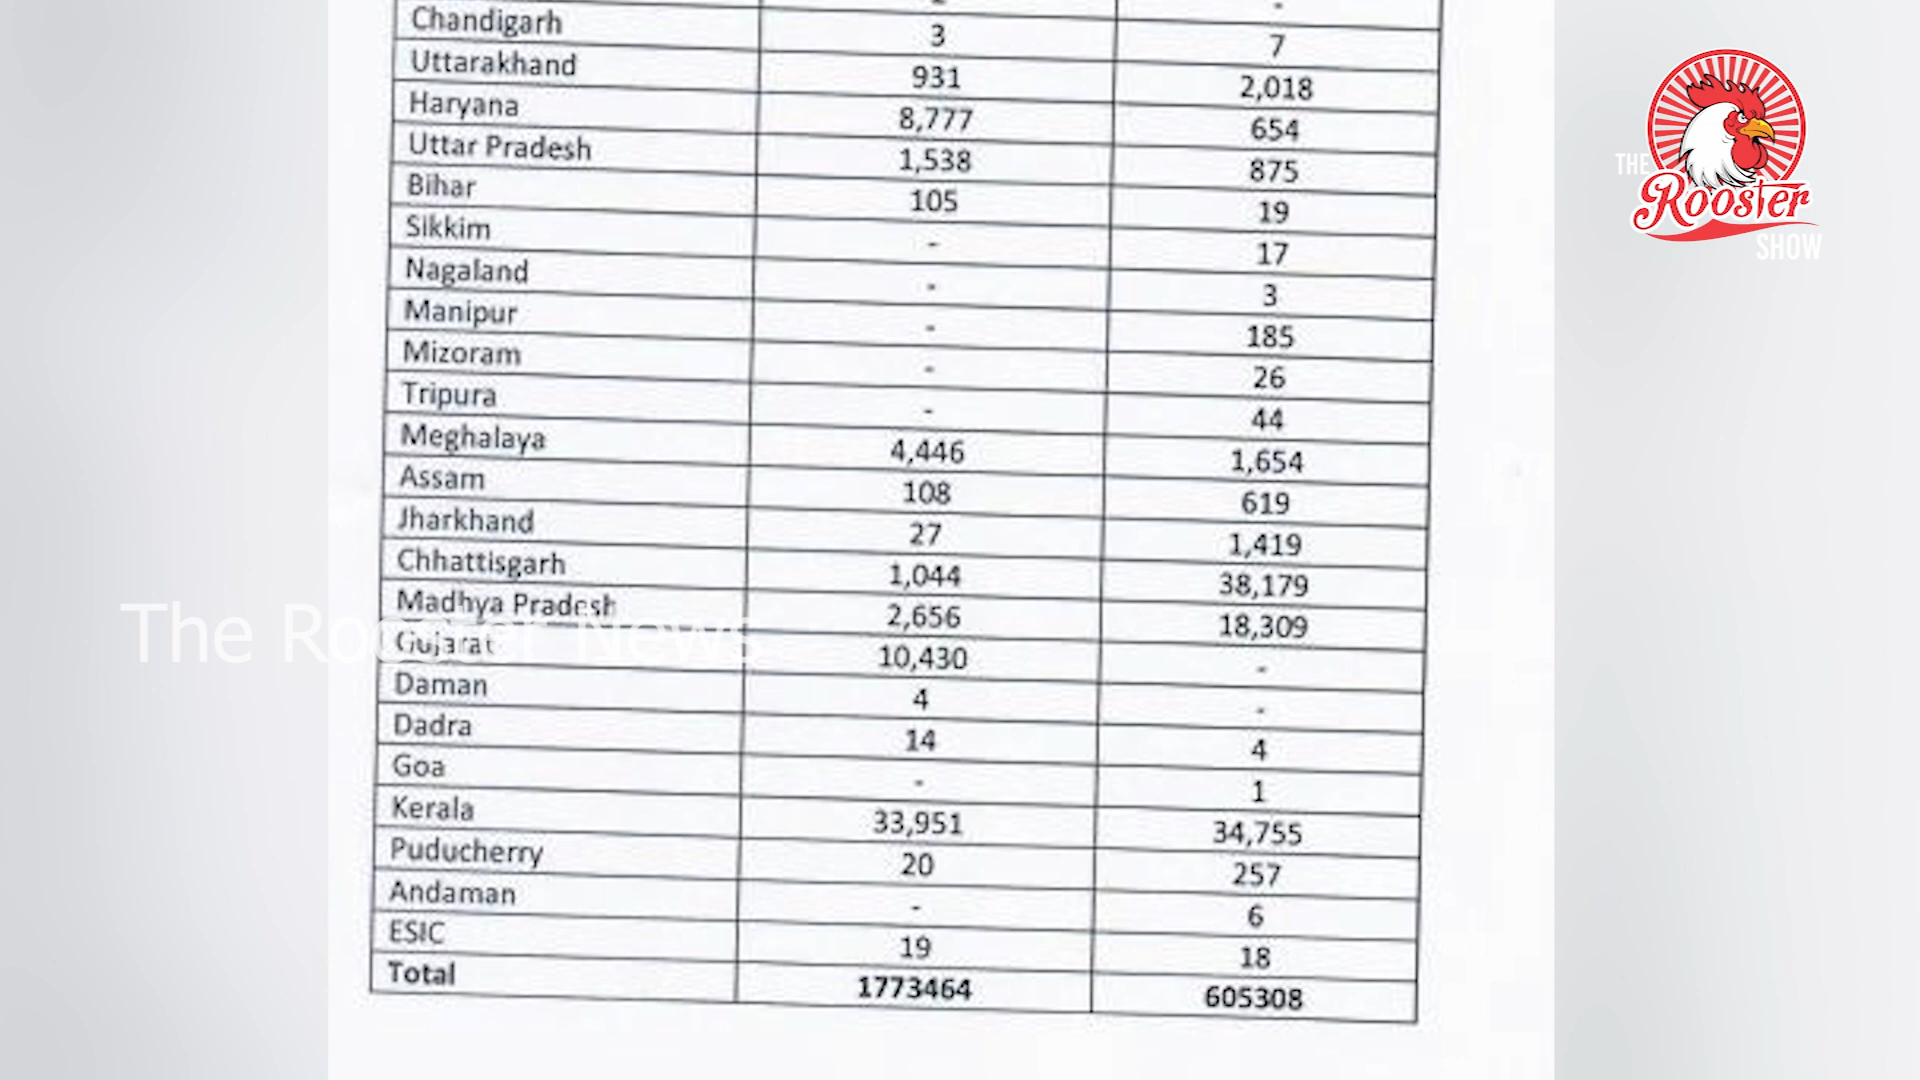 Chandigarh 3 7
Uttarakhand 931 2,018
Haryana 8,777 654
Uttar Pradesh 1,538 875
Bihar 105 19
Sikkim - 17
Nagaland - 3
Manipur - 185
Mizoram - 26
Tripura - 44
Meghalaya 4,446 1,654
Assam 108 619
Jharkhand 27 1,419
Chhattisgarh 1,044 38,179
Madhya Pradesh 2,656 18,309
Gujarat 10,430 -
Daman 4 -
Dadra 14 4
Goa - 1
Kerala 33,951 34,755
Puducherry 20 257
Andaman - 6
ESIC 19 18
Total 1773464 605308
The Rooster News
THE
Rooster
SHOW